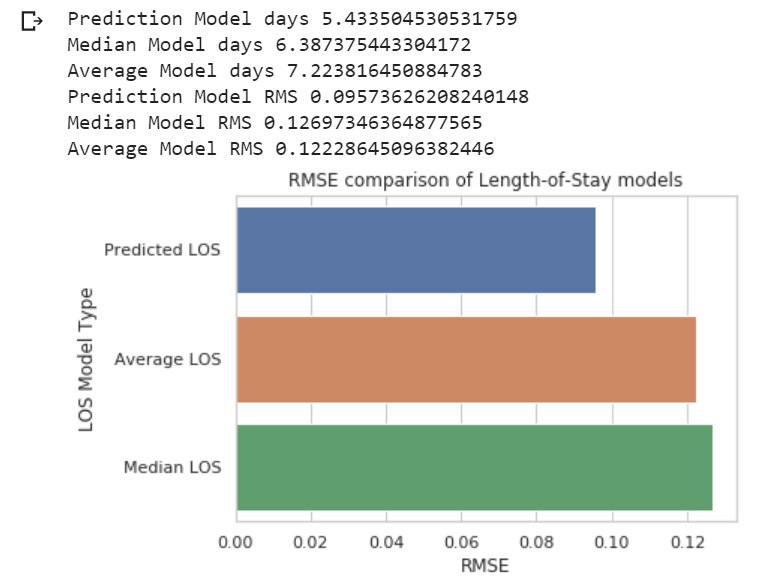 Prediction Model days 5.433504530531759
Median Model days 6.387375443304172
Average Model days 7.223816450884783
Prediction Model RMS 0.09573626208240148
Median Model RMS 0.12697346364877565
Average Model RMS 0.12228645096382446
RMSE comparison of Length-of-Stay models
LOS Model Type
Predicted LOS
Average LOS
Median LOS
0.00 0.02 0.04 0.06 0.08 0.10 0.12
RMSE